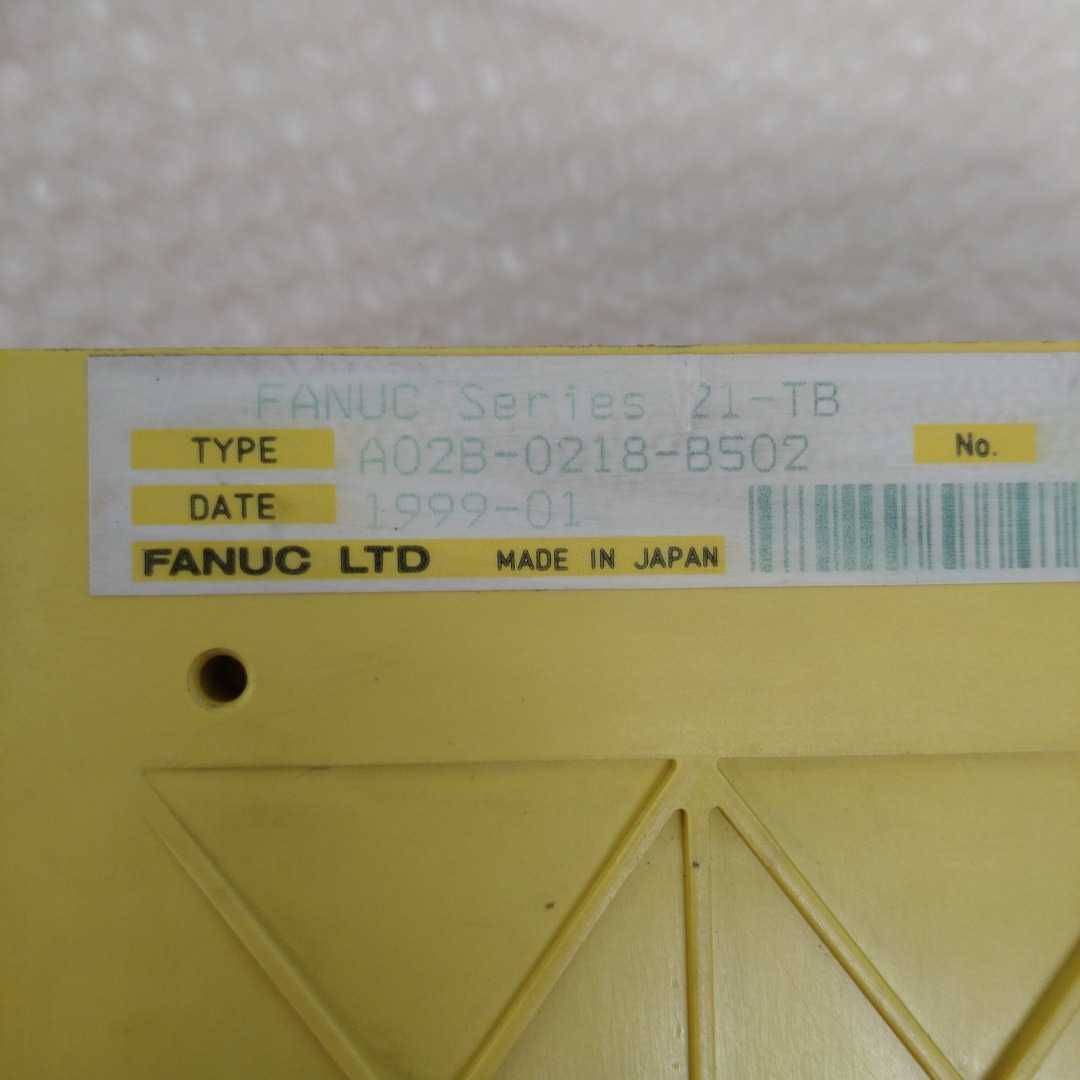 FANUC Series 21-TB
TYPE A02B-0218-B502 No.
DATE 1999-01
FANUC LTD MADE IN JAPAN